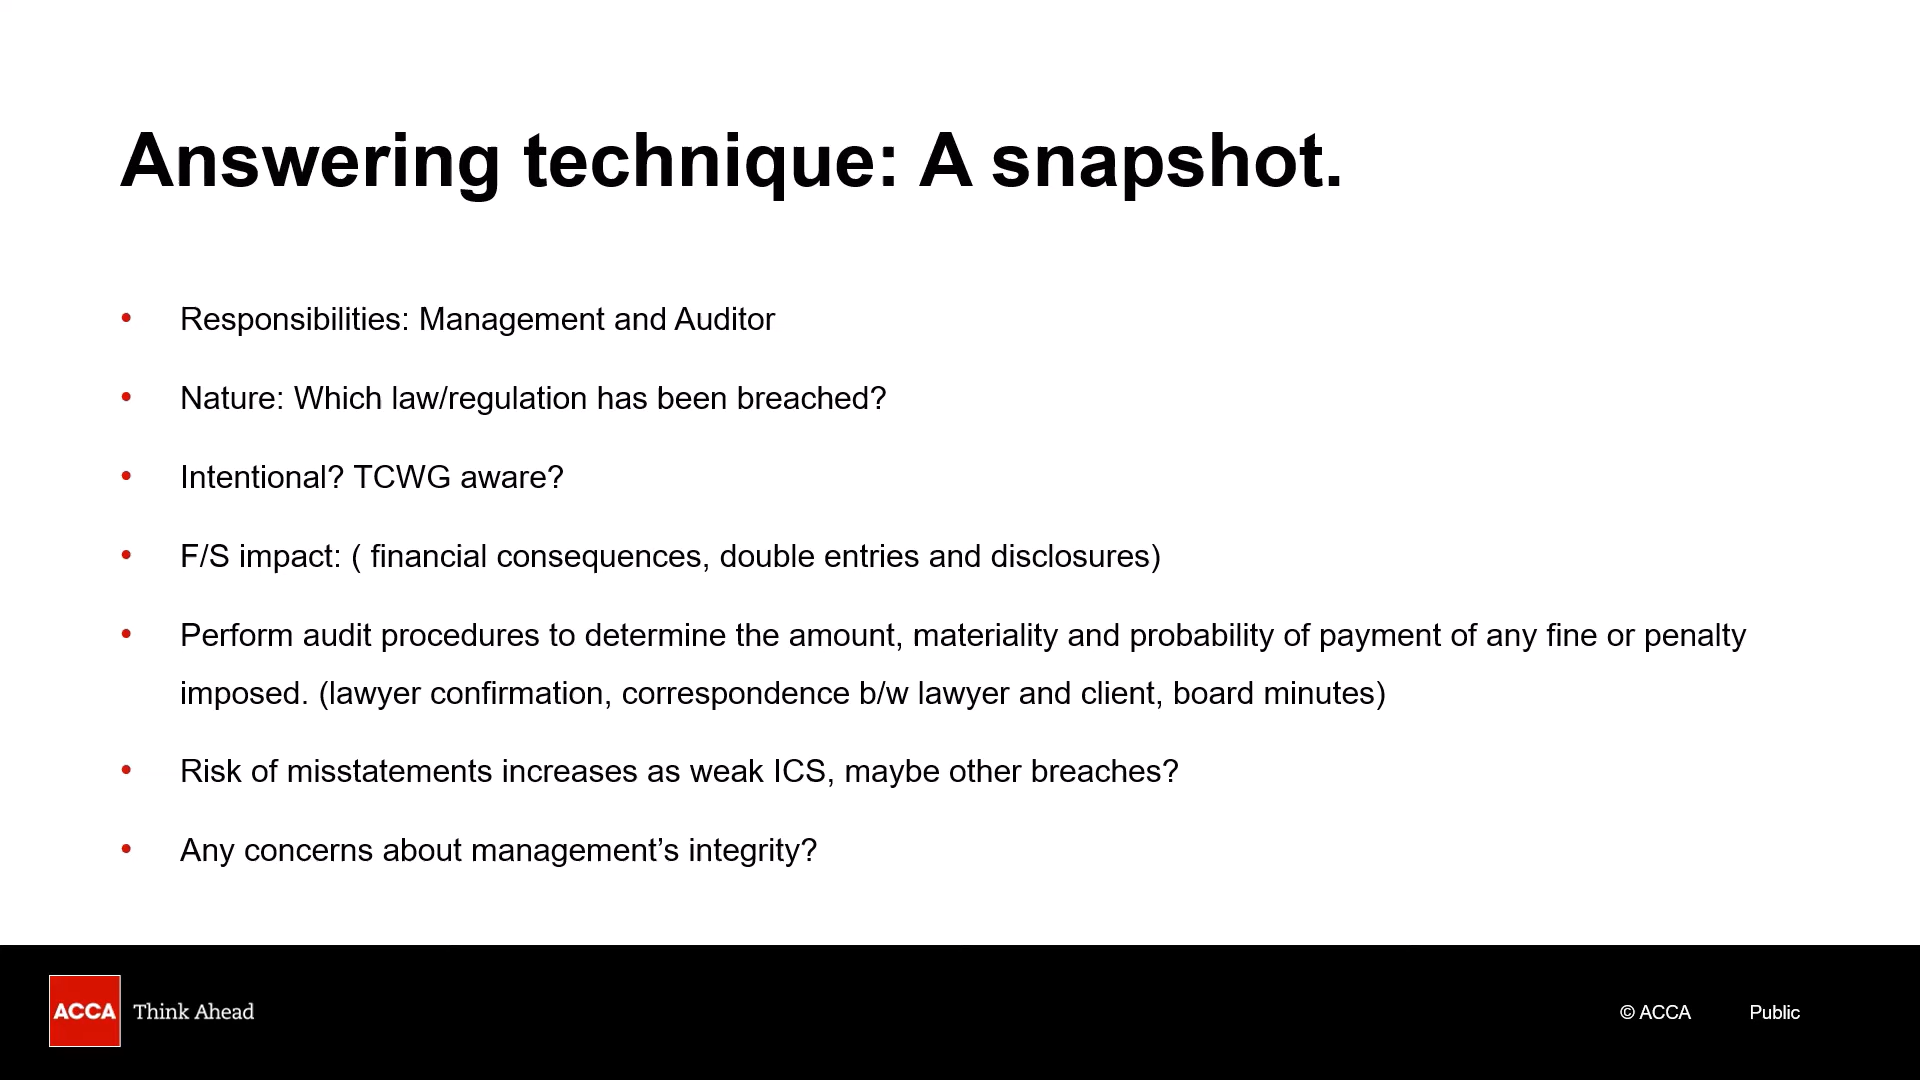 Answering technique: A snapshot.
• Responsibilities: Management and Auditor
• Nature: Which law/regulation has been breached?
• Intentional? TCWG aware?
• F/S impact: ( financial consequences, double entries and disclosures)
• Perform audit procedures to determine the amount, materiality and probability of payment of any fine or penalty
imposed. (lawyer confirmation, correspondence b/w lawyer and client, board minutes)
• Risk of misstatements increases as weak ICS, maybe other breaches?
• Any concerns about management’s integrity?
ACCA Think Ahead
© ACCA Public